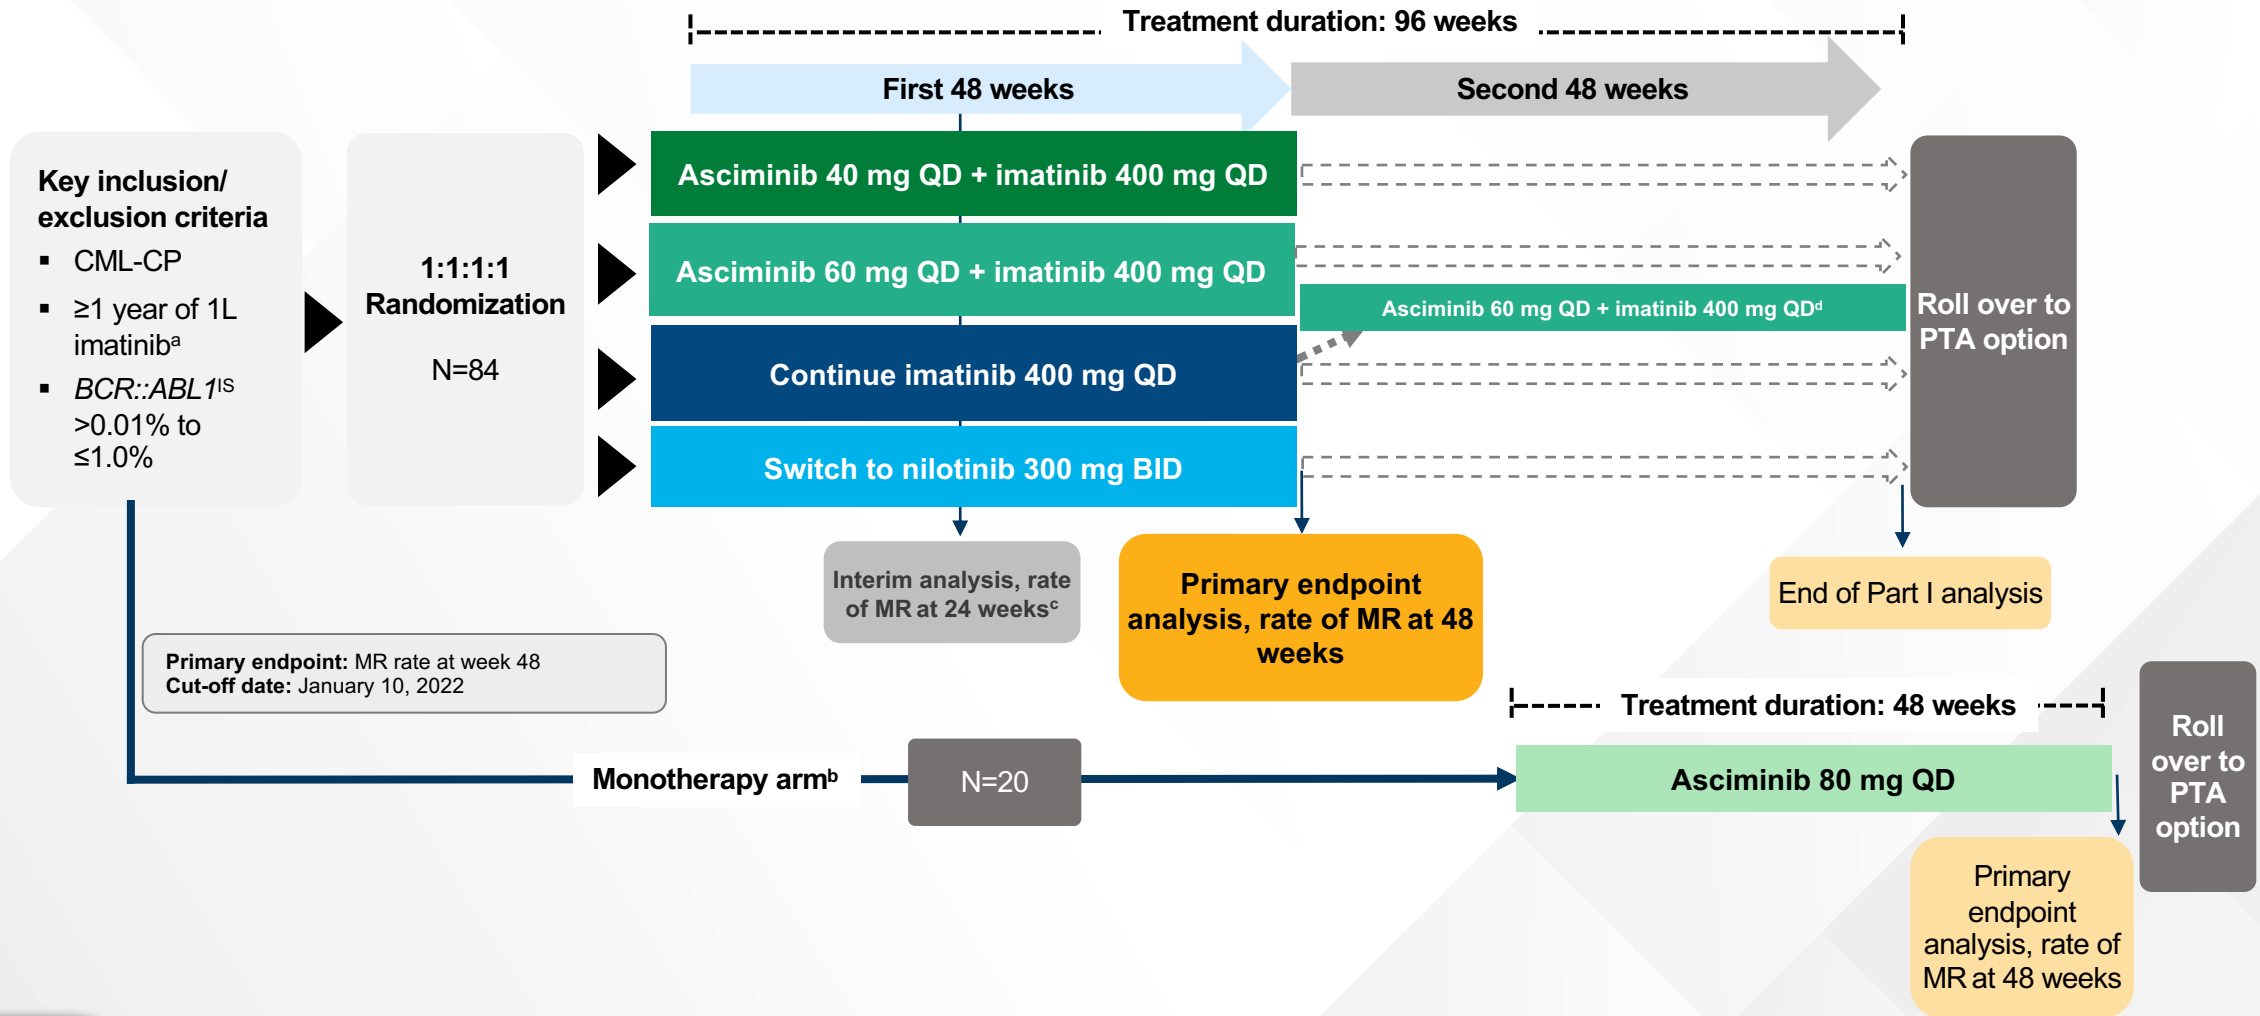 Treatment duration: 96 weeks
First 48 weeks
Second 48 weeks
Key inclusion/
exclusion criteria
▪ CML-CP
▪ ≥1 year of 1L
imatinibᵃ
▪ BCR::ABL1ᴵˢ
>0.01% to
≤1.0%
1:1:1:1
Randomization
N=84
Asciminib 40 mg QD + imatinib 400 mg QD
Asciminib 60 mg QD + imatinib 400 mg QD
Continue imatinib 400 mg QD
Switch to nilotinib 300 mg BID
Asciminib 60 mg QD + imatinib 400 mg QDᵈ
Roll over to
PTA option
Interim analysis, rate
of MR at 24 weeksᶜ
Primary endpoint
analysis, rate of MR at 48
weeks
End of Part I analysis
Primary endpoint: MR rate at week 48
Cut-off date: January 10, 2022
Monotherapy armᵇ
N=20
Treatment duration: 48 weeks
Asciminib 80 mg QD
Roll
over to
PTA
option
Primary
endpoint
analysis, rate of
MR at 48 weeks